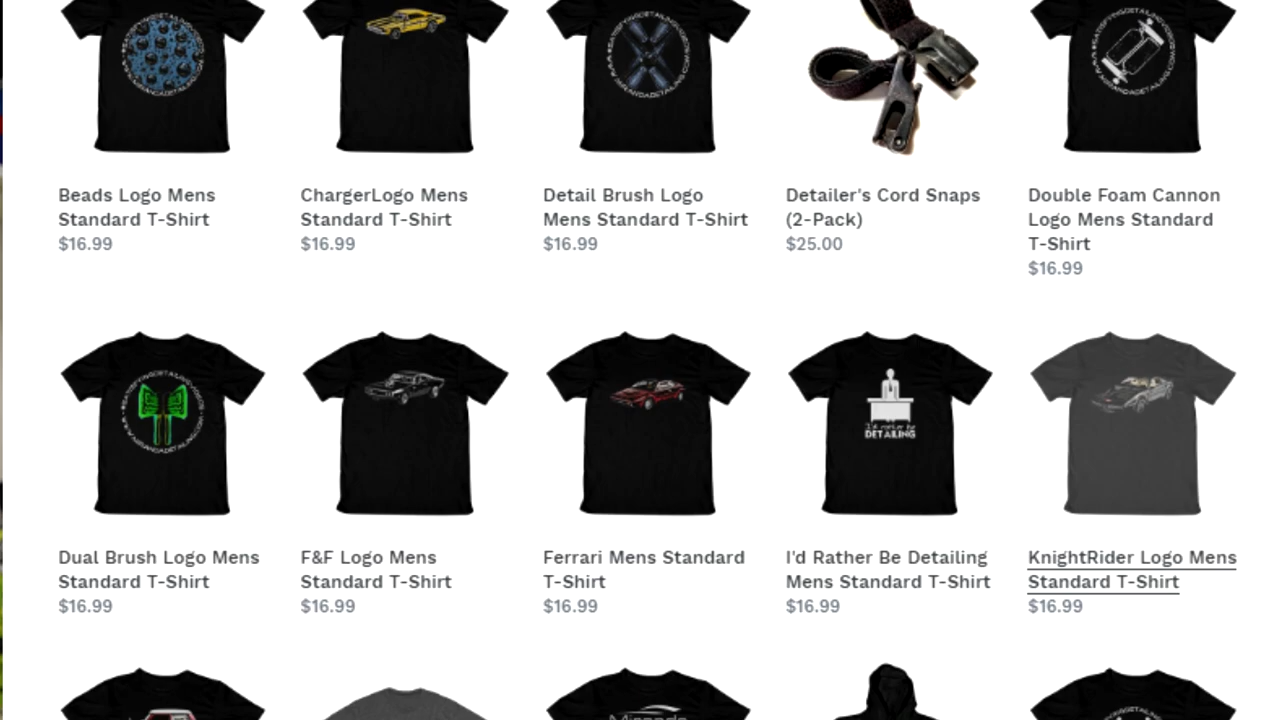 Beads Logo Mens
Standard T-Shirt
$16.99
ChargerLogo Mens
Standard T-Shirt
$16.99
Detail Brush Logo
Mens Standard T-Shirt
$16.99
Detailer's Cord Snaps
(2-Pack)
$25.00
Double Foam Cannon
Logo Mens Standard
T-Shirt
$16.99
I'd rather be
DETAILING
Dual Brush Logo Mens
Standard T-Shirt
$16.99
F&F Logo Mens
Standard T-Shirt
$16.99
Ferrari Mens Standard
T-Shirt
$16.99
I'd Rather Be Detailing
Mens Standard T-Shirt
$16.99
KnightRider Logo Mens
Standard T-Shirt
$16.99